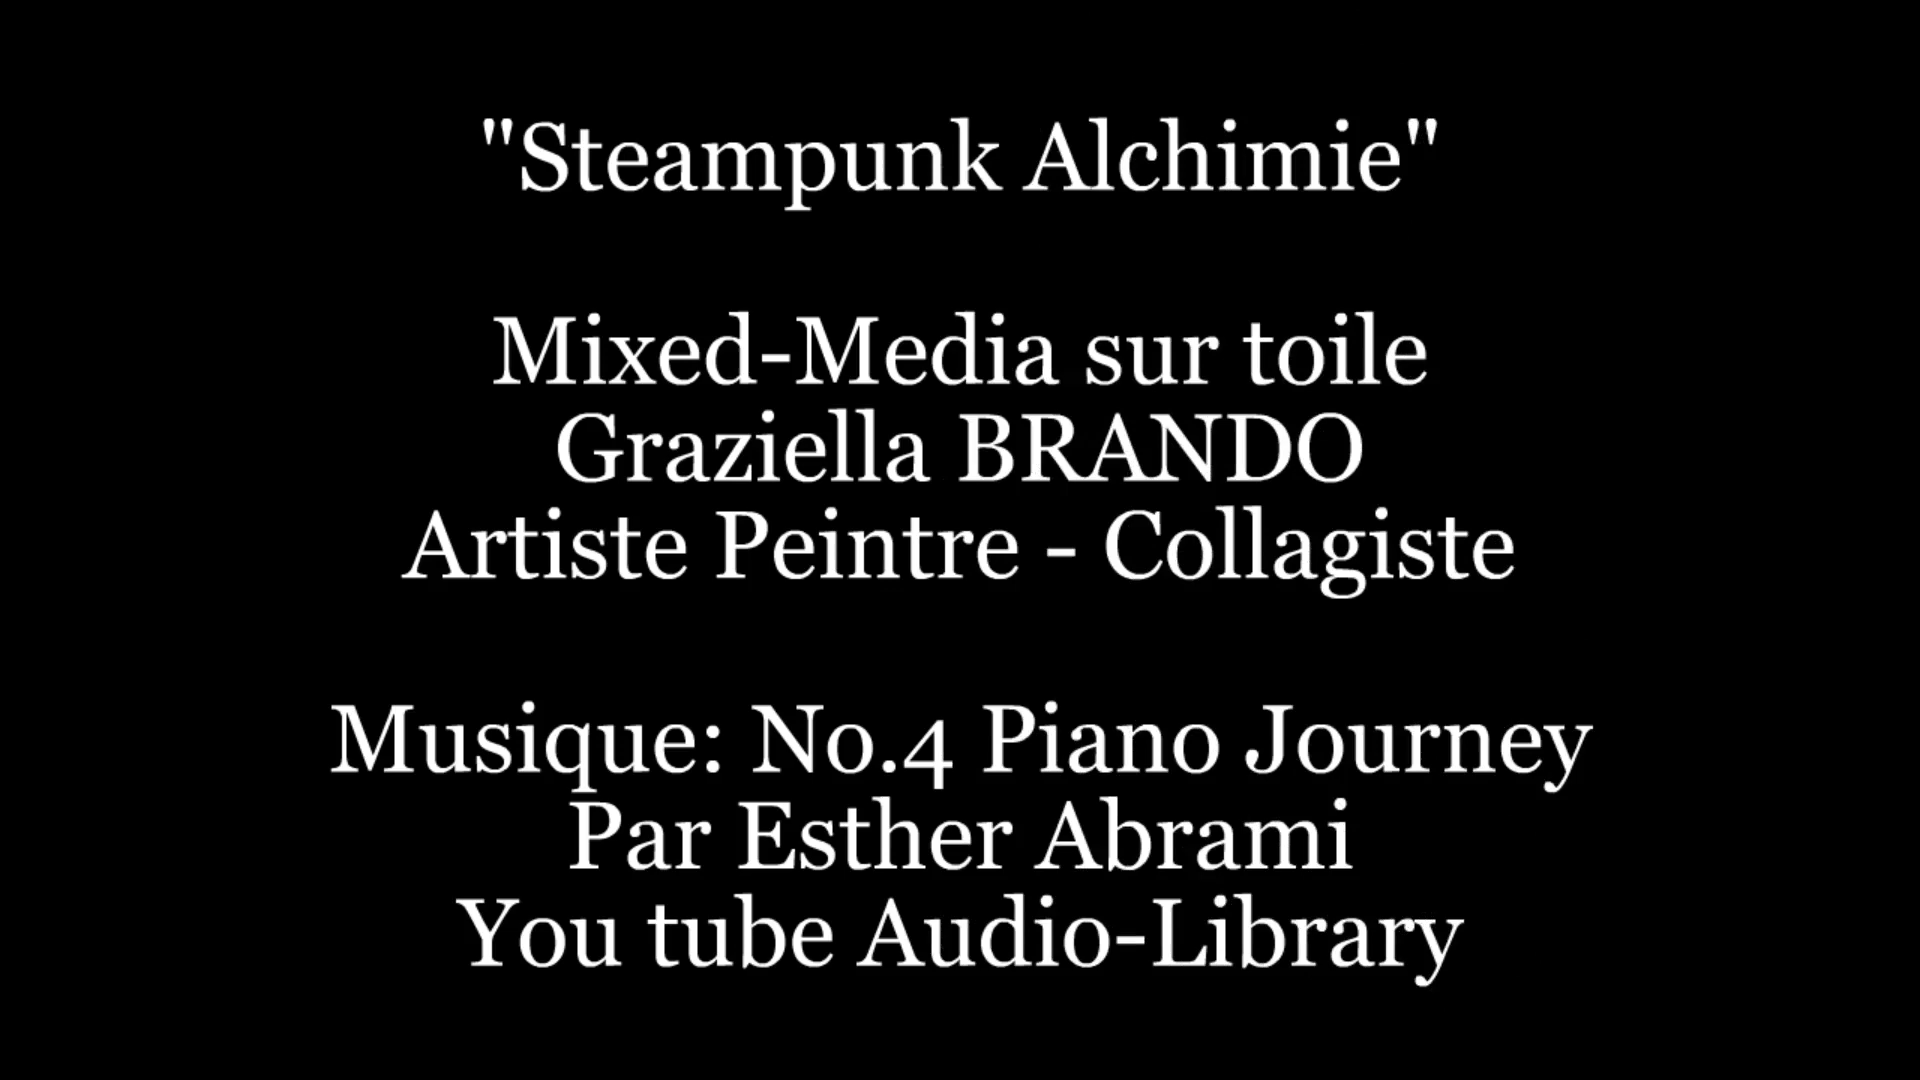 "Steampunk Alchimie"
Mixed-Media sur toile
Graziella BRANDO
Artiste Peintre - Collagiste
Musique: No.4 Piano Journey
Par Esther Abrami
You tube Audio-Library